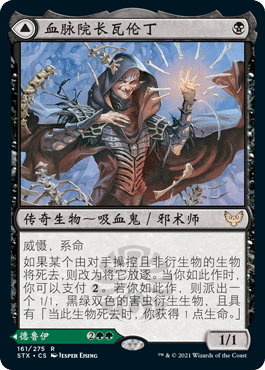 血脉院长瓦伦丁
传奇生物～吸血鬼／邪术师
威慑，系命
如果某个由对手操控且非衍生物的生物
将死去，则改为将它放逐。当你如此作时，
你可以支付2。若你如此作，则派出一
个1/1，黑绿双色的害虫衍生生物，且具
有「当此生物死去时，你获得1点生命。」
德鲁伊 2
1/1
161/275 R
STX • CS JESPER EJSING
™ & © 2021 Wizards of the Coast